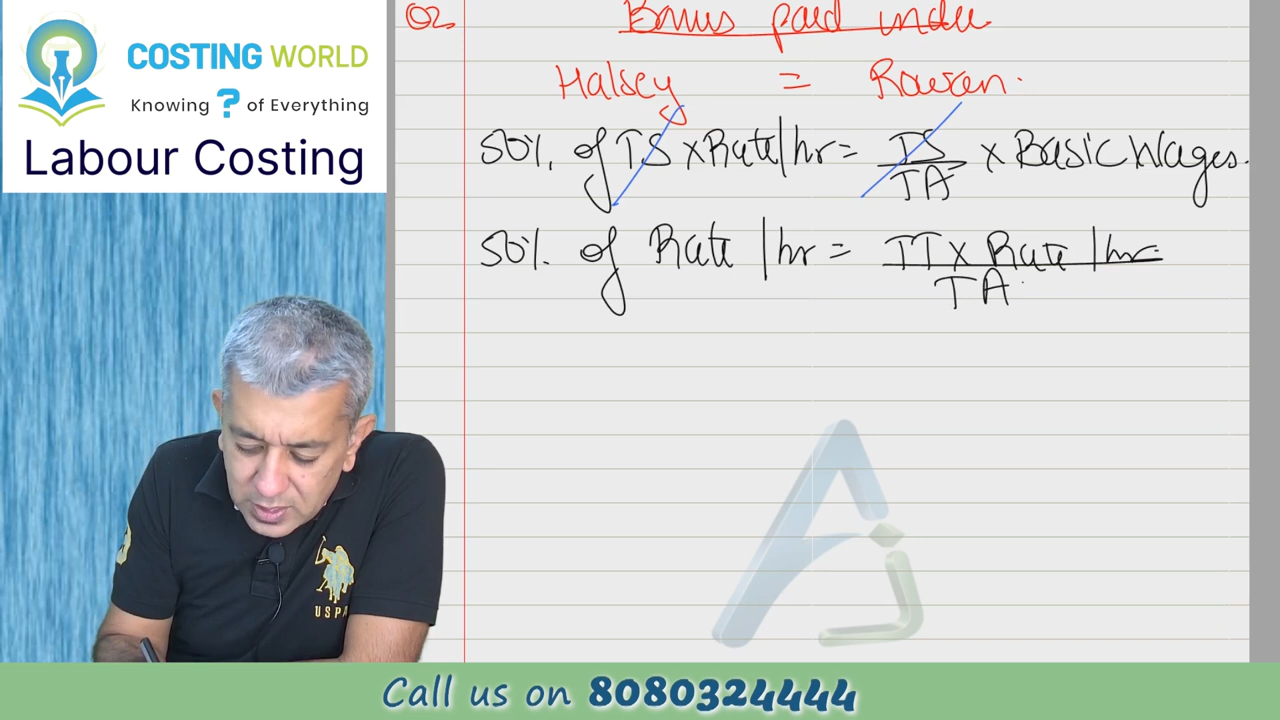 COSTING WORLD
Knowing ? of Everything
Labour Costing
Q2. Bonus paid under
Halsey = Rowan.
50% of TS x Rate/hr = TS/TA x Basic Wages.
50% of Rate /hr = TT x Rate /hr / TA
USPA
Call us on 8080324444